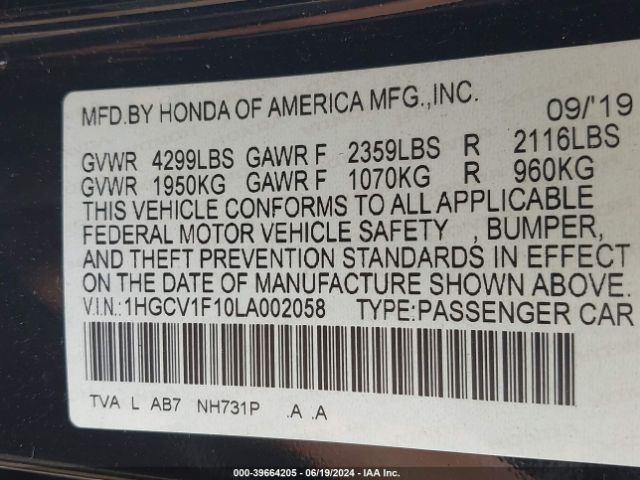 MFD.BY HONDA OF AMERICA MFG.,INC. 09/'19
GVWR 4299LBS GAWR F 2359LBS R 2116LBS
GVWR 1950KG GAWR F 1070KG R 960KG
THIS VEHICLE CONFORMS TO ALL APPLICABLE
FEDERAL MOTOR VEHICLE SAFETY , BUMPER,
AND THEFT PREVENTION STANDARDS IN EFFECT
ON THE DATE OF MANUFACTURE SHOWN ABOVE.
V.I.N.:1HGCV1F10LA002058 TYPE:PASSENGER CAR
TVA L AB7 NH731P .A .A
000-39664205 - 06/19/2024 - IAA Inc.